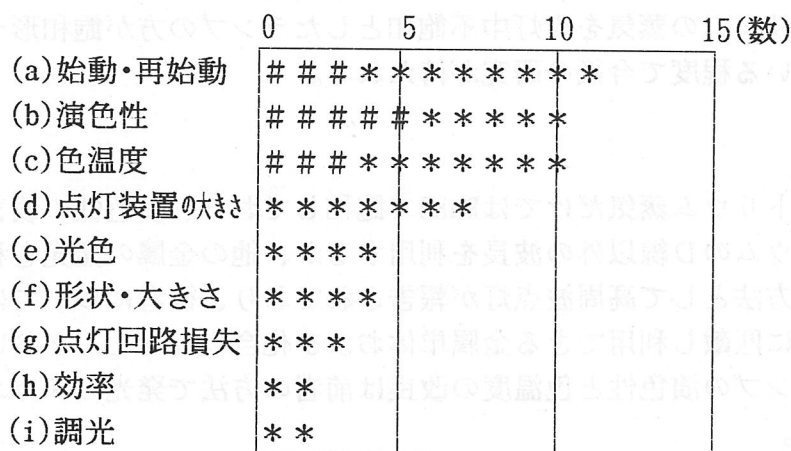 0 5 10 15(数)
(a)始動・再始動 # # # * * * * * * * *
(b)演色性 # # # # # * * * * *
(c)色温度 # # # * * * * * * *
(d)点灯装置の大きさ * * * * * * *
(e)光色 * * * *
(f)形状・大きさ * * * *
(g)点灯回路損失 * * *
(h)効率 * *
(i)調光 * *